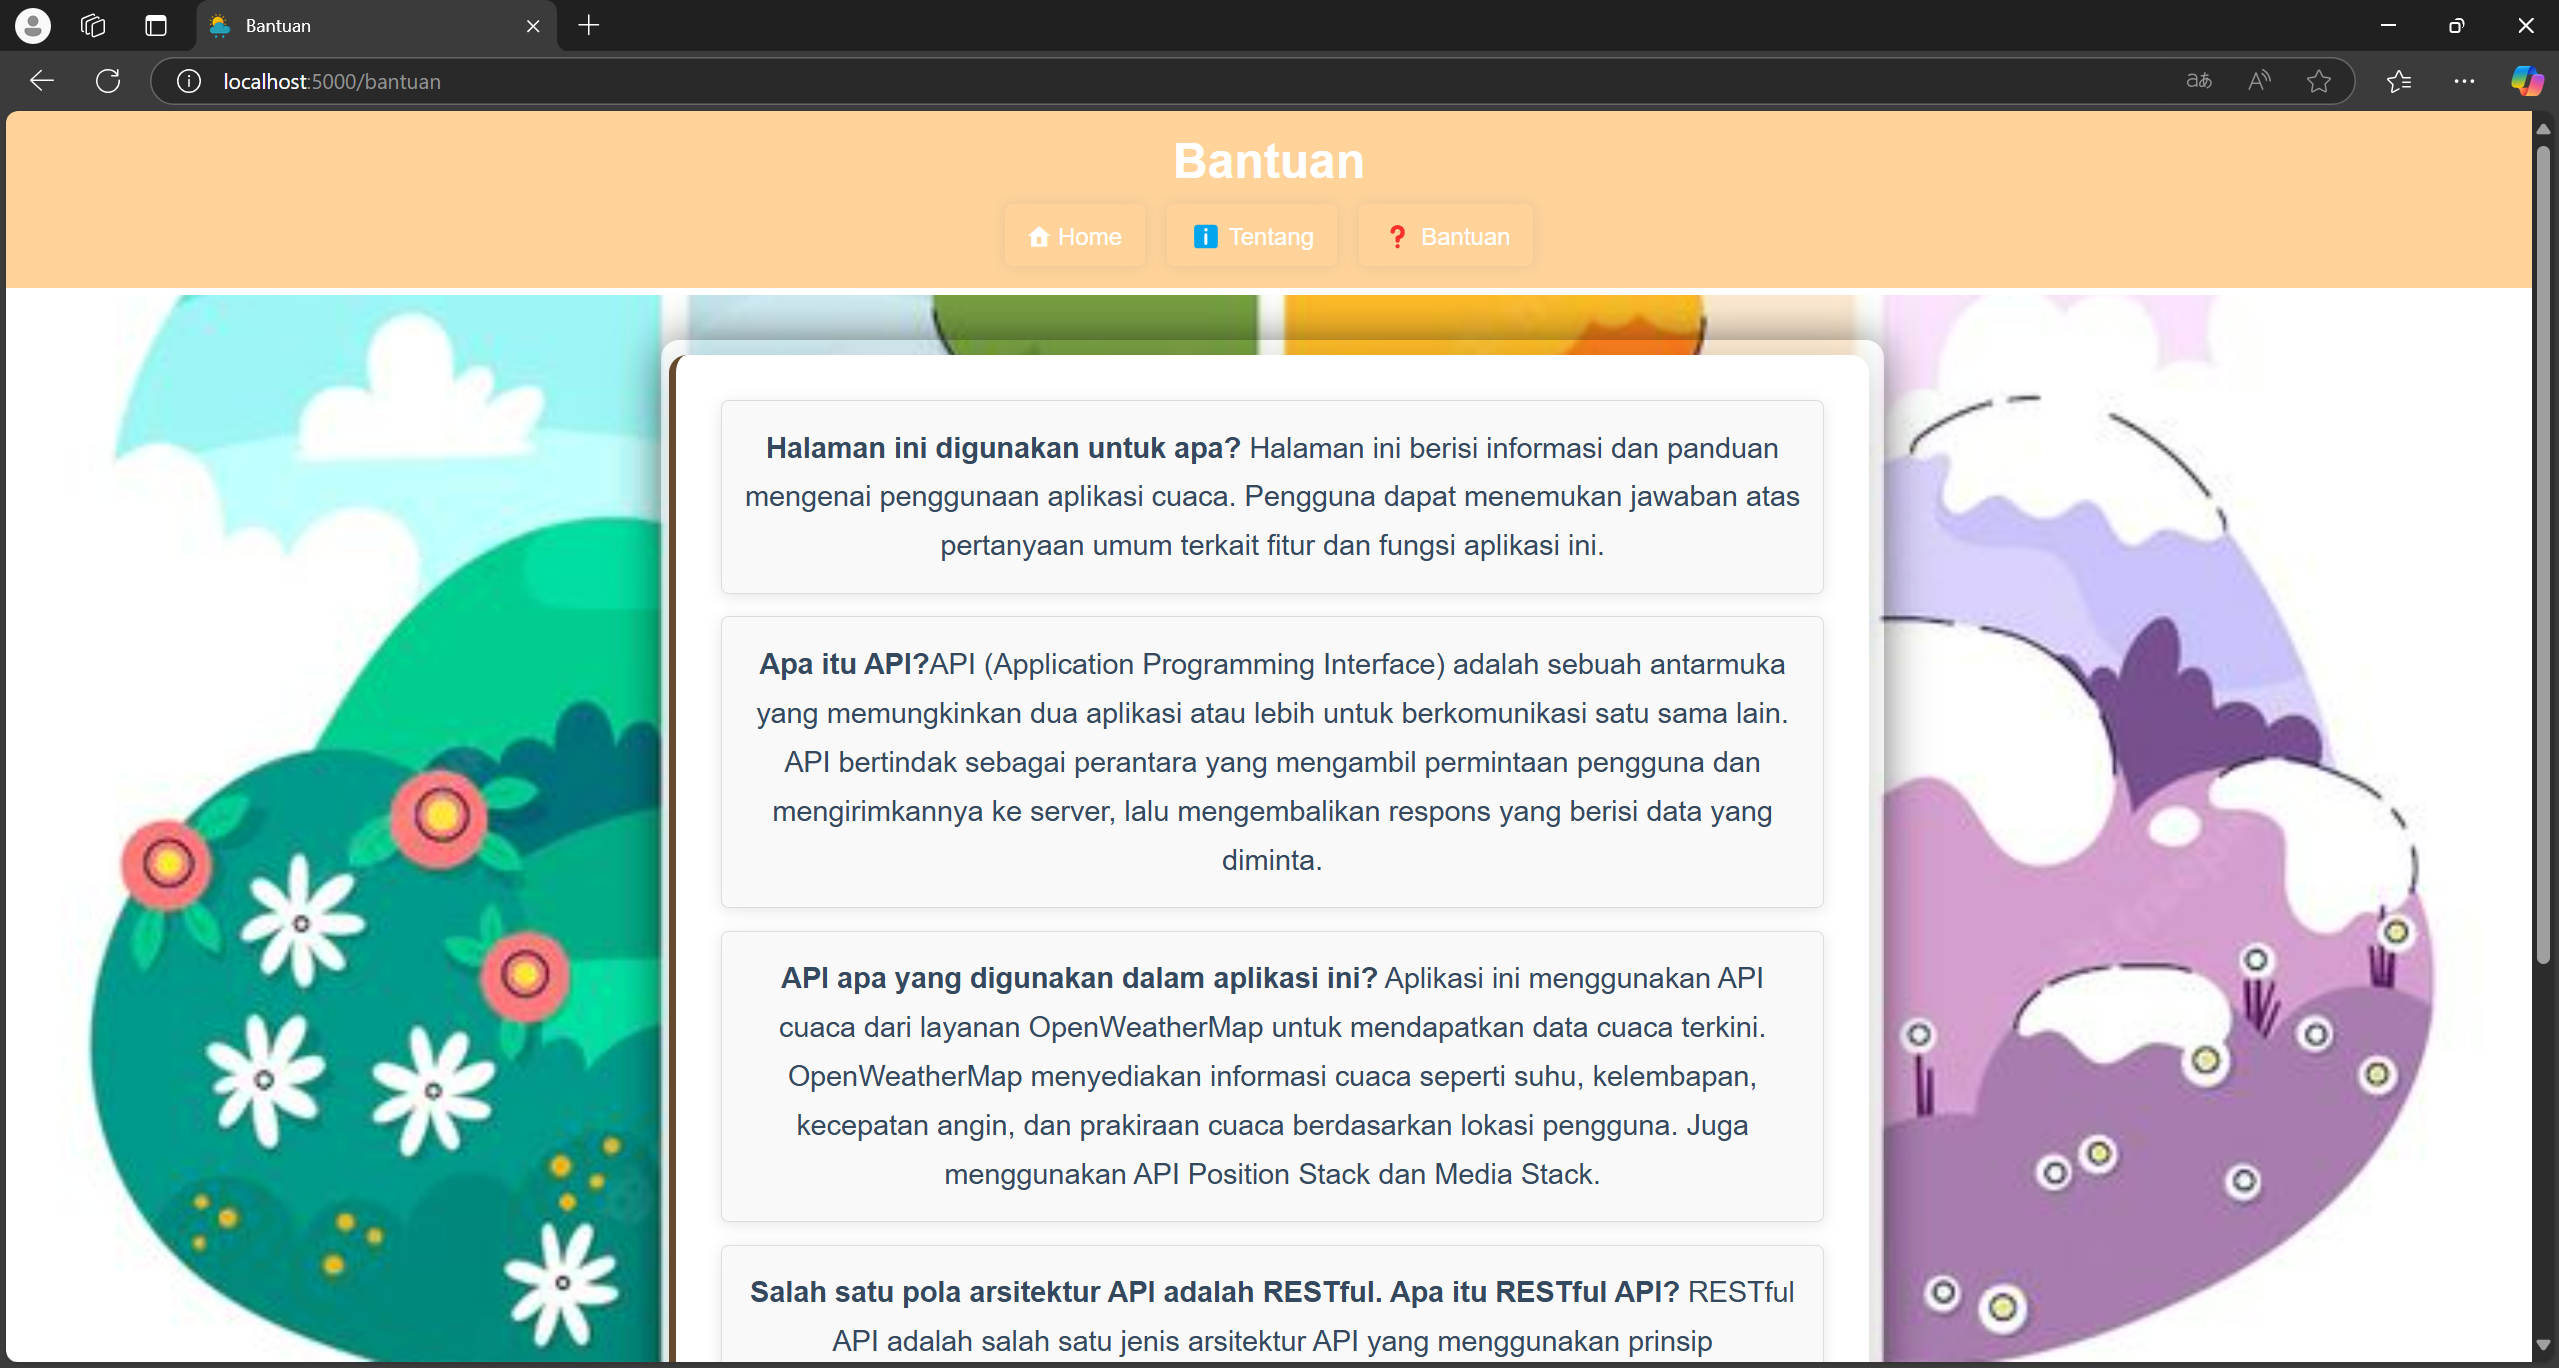 Bantuan
localhost:5000/bantuan
Bantuan
Home
Tentang
Bantuan
Halaman ini digunakan untuk apa? Halaman ini berisi informasi dan panduan
mengenai penggunaan aplikasi cuaca. Pengguna dapat menemukan jawaban atas
pertanyaan umum terkait fitur dan fungsi aplikasi ini.
Apa itu API?API (Application Programming Interface) adalah sebuah antarmuka
yang memungkinkan dua aplikasi atau lebih untuk berkomunikasi satu sama lain.
API bertindak sebagai perantara yang mengambil permintaan pengguna dan
mengirimkannya ke server, lalu mengembalikan respons yang berisi data yang
diminta.
API apa yang digunakan dalam aplikasi ini? Aplikasi ini menggunakan API
cuaca dari layanan OpenWeatherMap untuk mendapatkan data cuaca terkini.
OpenWeatherMap menyediakan informasi cuaca seperti suhu, kelembapan,
kecepatan angin, dan prakiraan cuaca berdasarkan lokasi pengguna. Juga
menggunakan API Position Stack dan Media Stack.
Salah satu pola arsitektur API adalah RESTful. Apa itu RESTful API? RESTful
API adalah salah satu jenis arsitektur API yang menggunakan prinsip